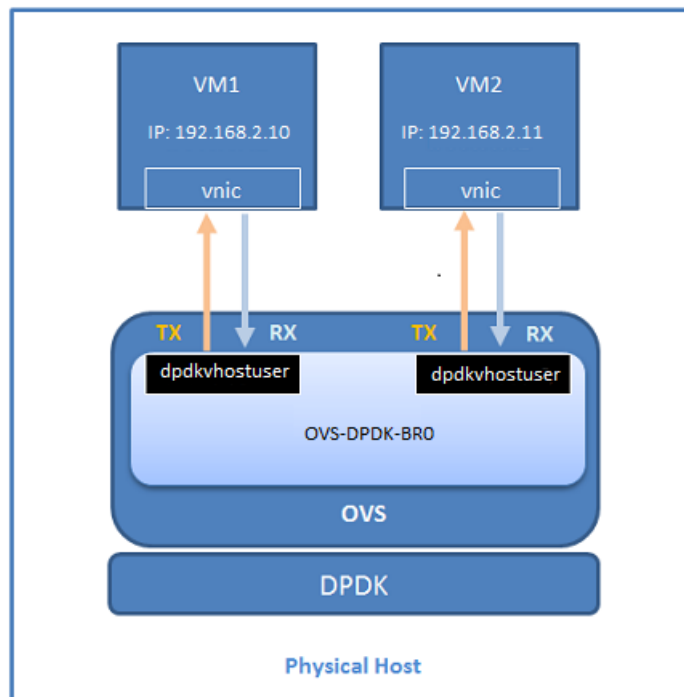 VM1
VM2
IP: 192.168.2.10
IP: 192.168.2.11
vnic
vnic
TX
RX
TX
RX
dpdkvhostuser
dpdkvhostuser
OVS-DPDK-BR0
OVS
DPDK
Physical Host